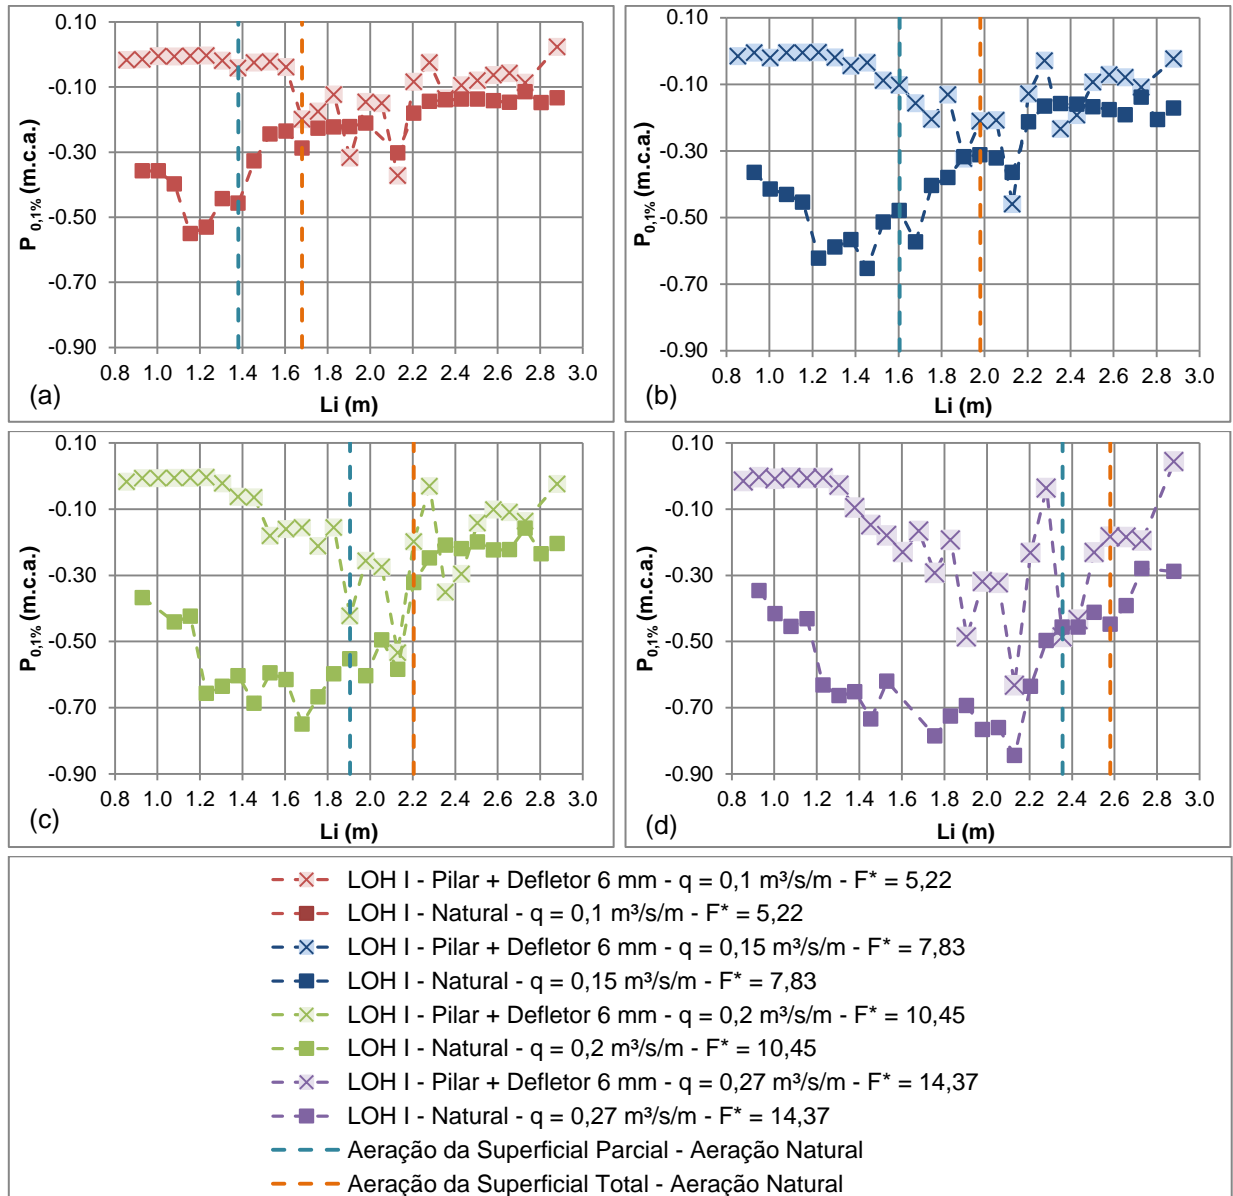 0.10
-0.10
-0.30
-0.50
-0.70
-0.90
P 0,1% (m.c.a.)
0.8 1.0 1.2 1.4 1.6 1.8 2.0 2.2 2.4 2.6 2.8 3.0
(a)
Li (m)
0.10
-0.10
-0.30
-0.50
-0.70
-0.90
P 0,1% (m.c.a.)
0.8 1.0 1.2 1.4 1.6 1.8 2.0 2.2 2.4 2.6 2.8 3.0
(b)
Li (m)
0.10
-0.10
-0.30
-0.50
-0.70
-0.90
P 0,1% (m.c.a.)
0.8 1.0 1.2 1.4 1.6 1.8 2.0 2.2 2.4 2.6 2.8 3.0
(c)
Li (m)
0.10
-0.10
-0.30
-0.50
-0.70
-0.90
P 0,1% (m.c.a.)
0.8 1.0 1.2 1.4 1.6 1.8 2.0 2.2 2.4 2.6 2.8 3.0
(d)
Li (m)
LOH I - Pilar + Defletor 6 mm - q = 0,1 m³/s/m - F* = 5,22
LOH I - Natural - q = 0,1 m³/s/m - F* = 5,22
LOH I - Pilar + Defletor 6 mm - q = 0,15 m³/s/m - F* = 7,83
LOH I - Natural - q = 0,15 m³/s/m - F* = 7,83
LOH I - Pilar + Defletor 6 mm - q = 0,2 m³/s/m - F* = 10,45
LOH I - Natural - q = 0,2 m³/s/m - F* = 10,45
LOH I - Pilar + Defletor 6 mm - q = 0,27 m³/s/m - F* = 14,37
LOH I - Natural - q = 0,27 m³/s/m - F* = 14,37
Aeração da Superficial Parcial - Aeração Natural
Aeração da Superficial Total - Aeração Natural